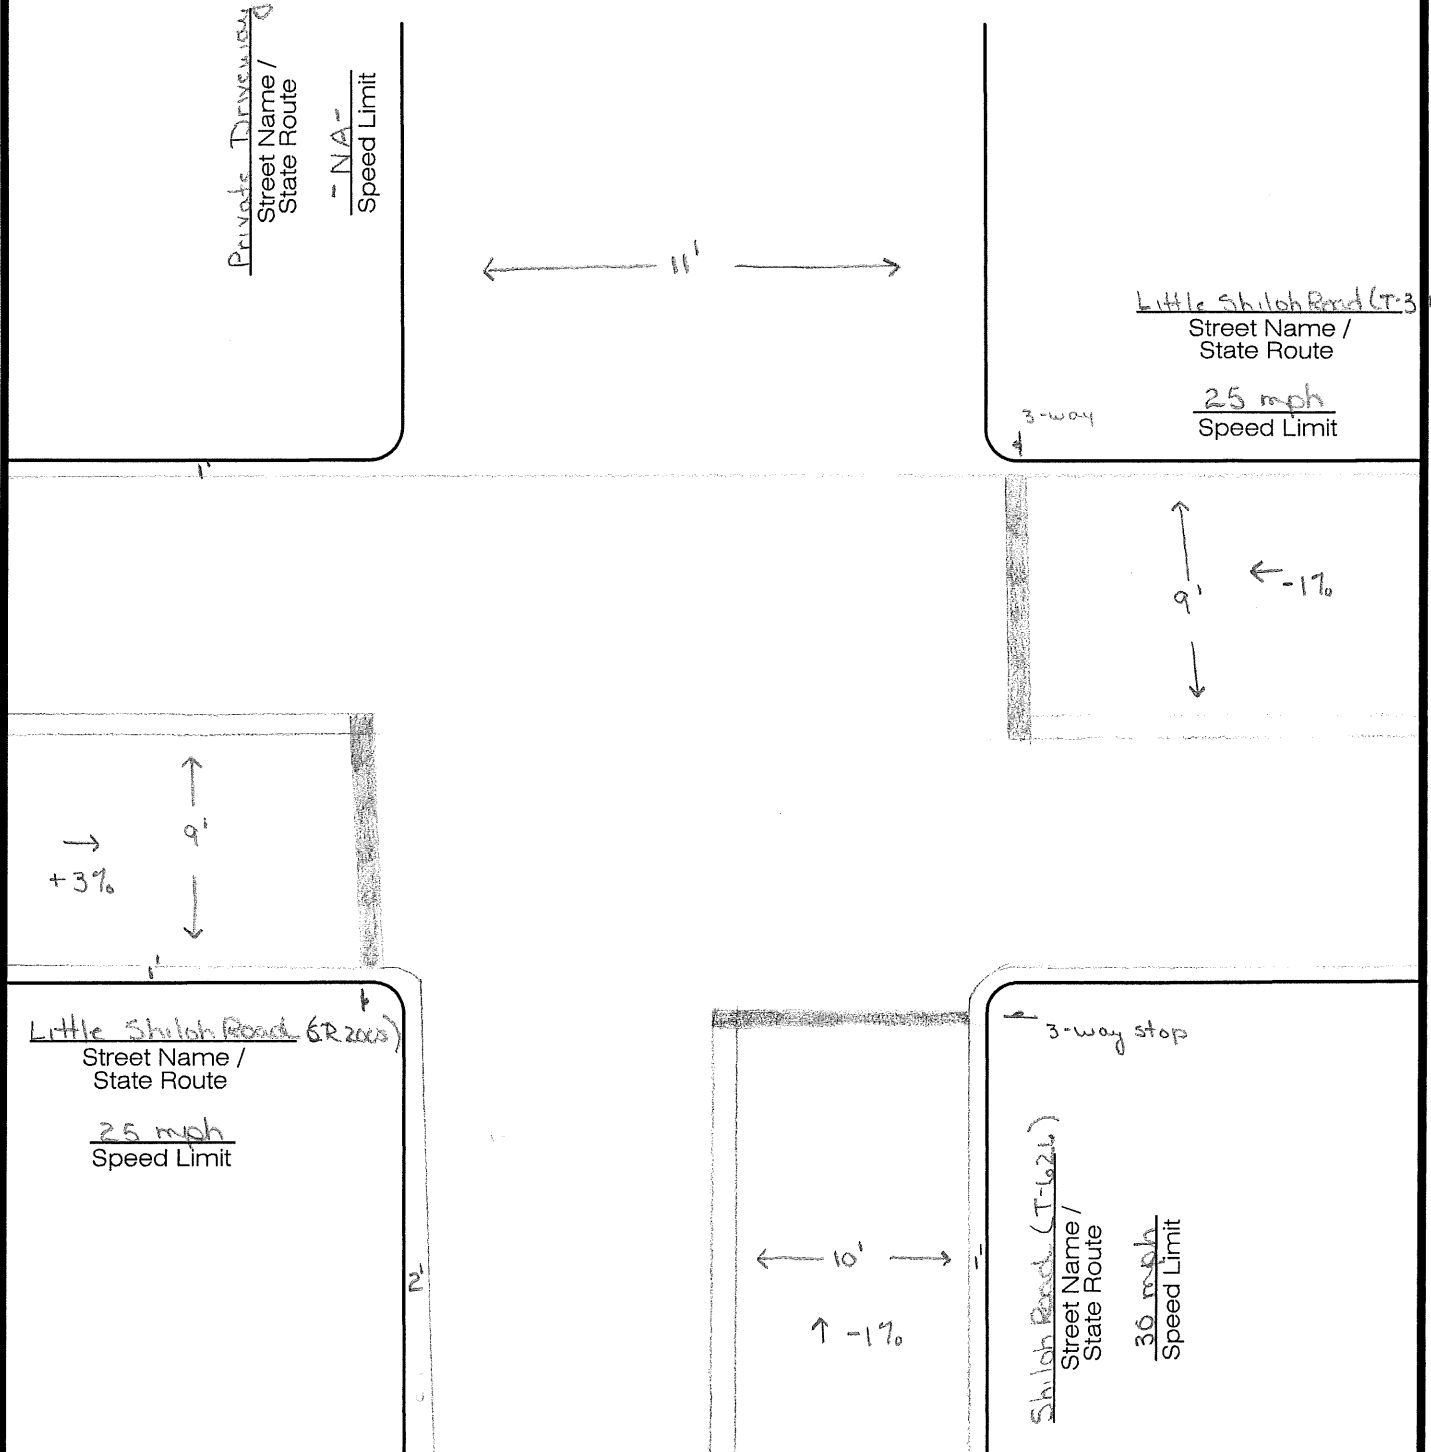 Private Driveway
Street Name /
State Route
-NA-
Speed Limit
11'
Little Shiloh Road (T-3
Street Name /
State Route
25 mph
Speed Limit
3-way
1'
9'
-1%
9'
+3%
1'
Little Shiloh Road (SR 2005)
Street Name /
State Route
25 mph
Speed Limit
3-way stop
Shiloh Road (T-626)
Street Name /
State Route
Speed Limit
2'
10'
1'
-1%